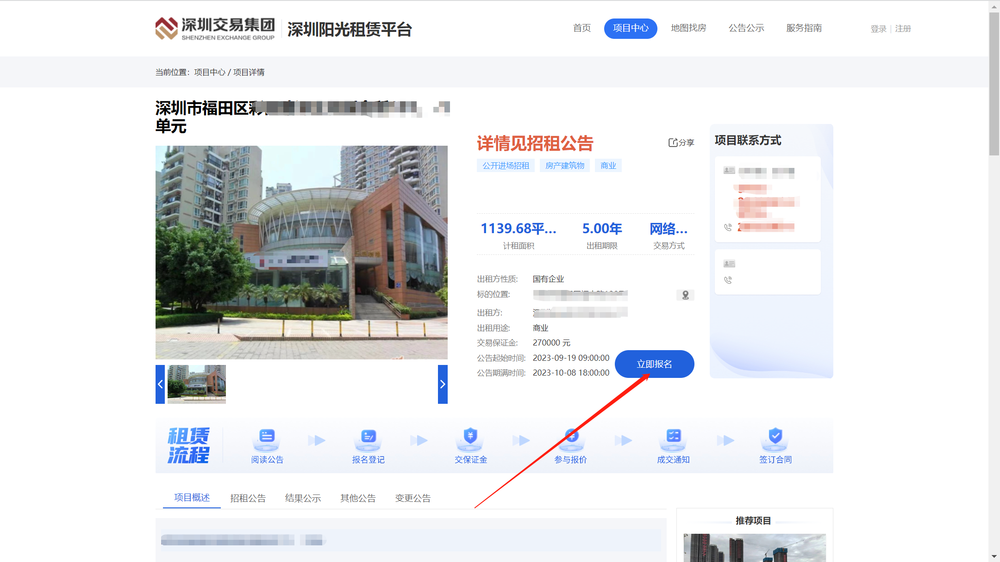 深圳交易集团
SHENZHEN EXCHANGE GROUP
深圳阳光租赁平台
首页
项目中心
地图找房
公告公示
服务指南
登录 | 注册
当前位置：项目中心 / 项目详情
深圳市福田区彩
单元
详情见招租公告
分享
公开进场招租
房产建筑物
商业
1139.68平...
计租面积
5.00年
出租期限
网络...
交易方式
出租方性质: 国有企业
标的位置:
出租方:
出租用途: 商业
交易保证金: 270000 元
公告起始时间: 2023-09-19 09:00:00
公告期满时间: 2023-10-08 18:00:00
立即报名
项目联系方式
租赁
流程
阅读公告
报名登记
交保证金
参与报价
成交通知
签订合同
项目概述
招租公告
结果公示
其他公告
变更公告
推荐项目